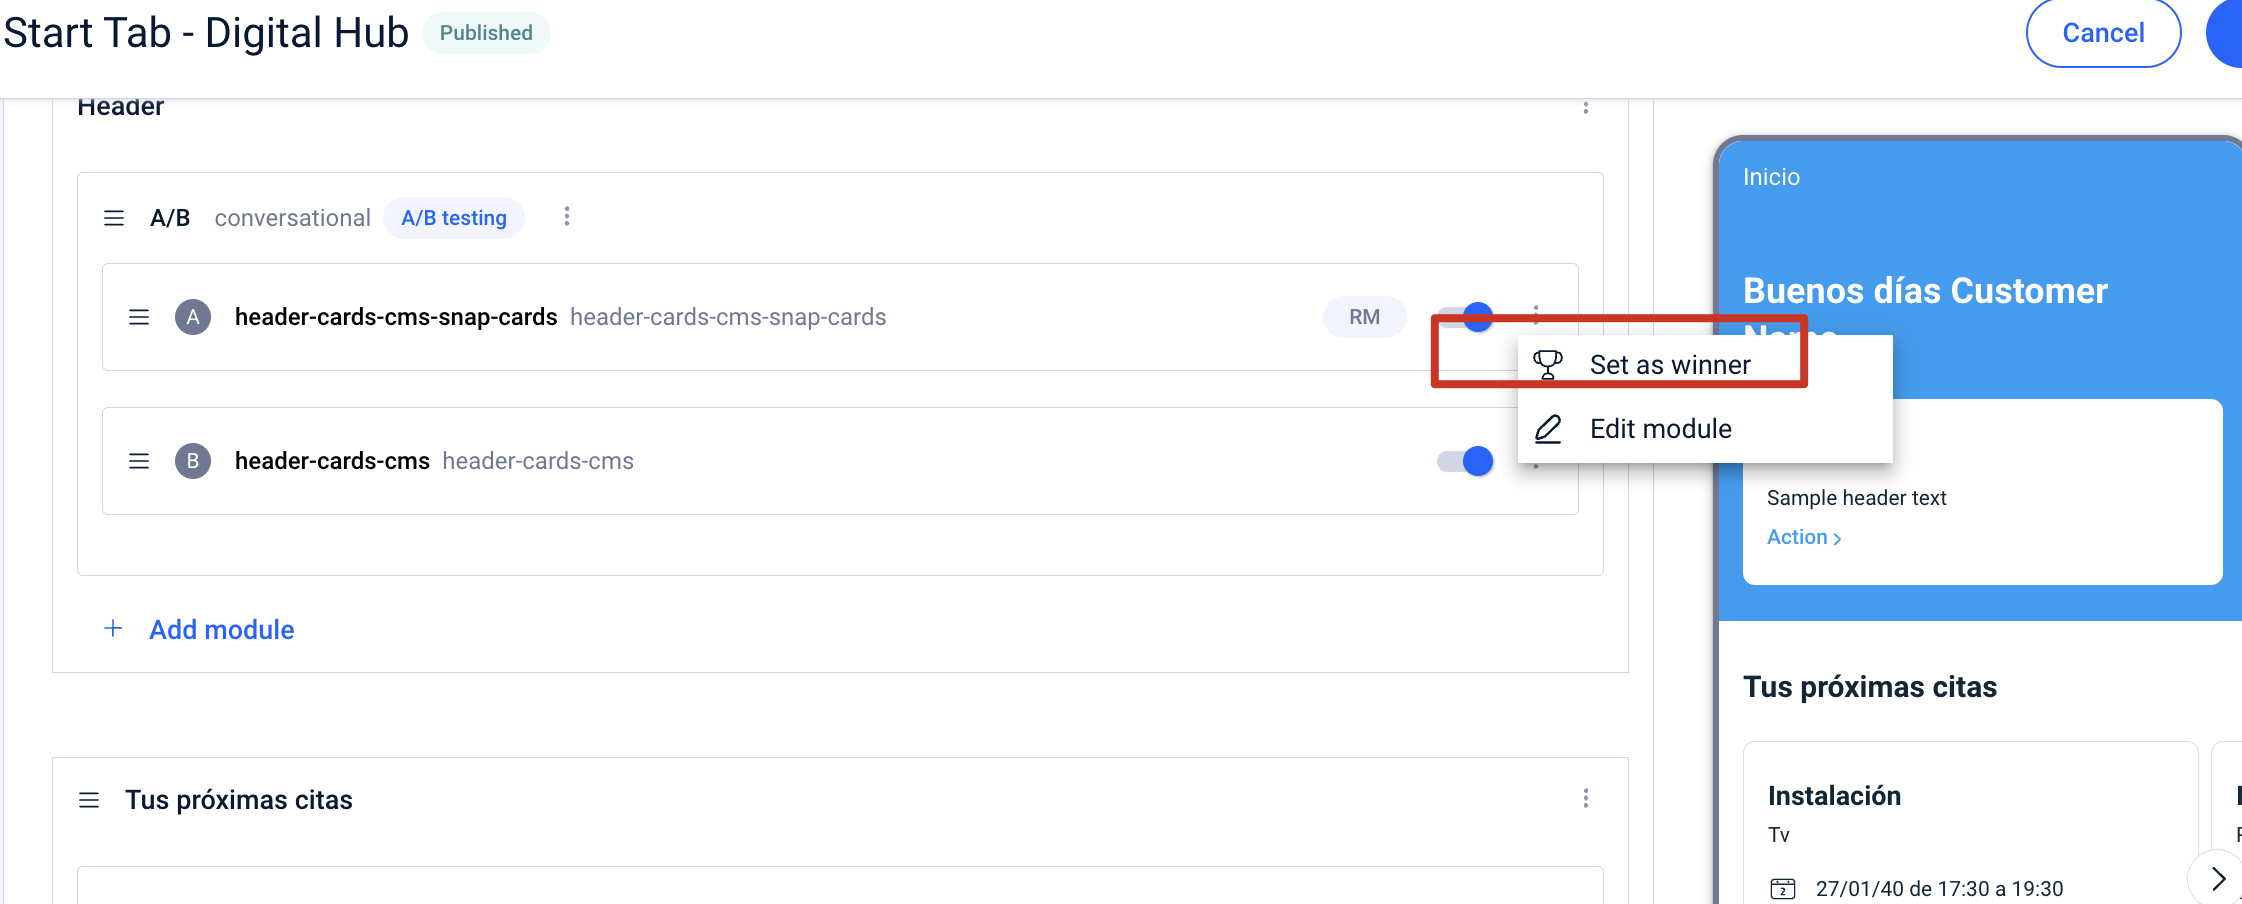 Start Tab - Digital Hub Published Cancel
Header
A/B conversational A/B testing
A header-cards-cms-snap-cards header-cards-cms-snap-cards RM
Set as winner
Edit module
B header-cards-cms header-cards-cms
+ Add module
Tus próximas citas
Inicio
Buenos días Customer
Name
Sample header text
Action >
Tus próximas citas
Instalación
Tv
2 27/01/40 de 17:30 a 19:30